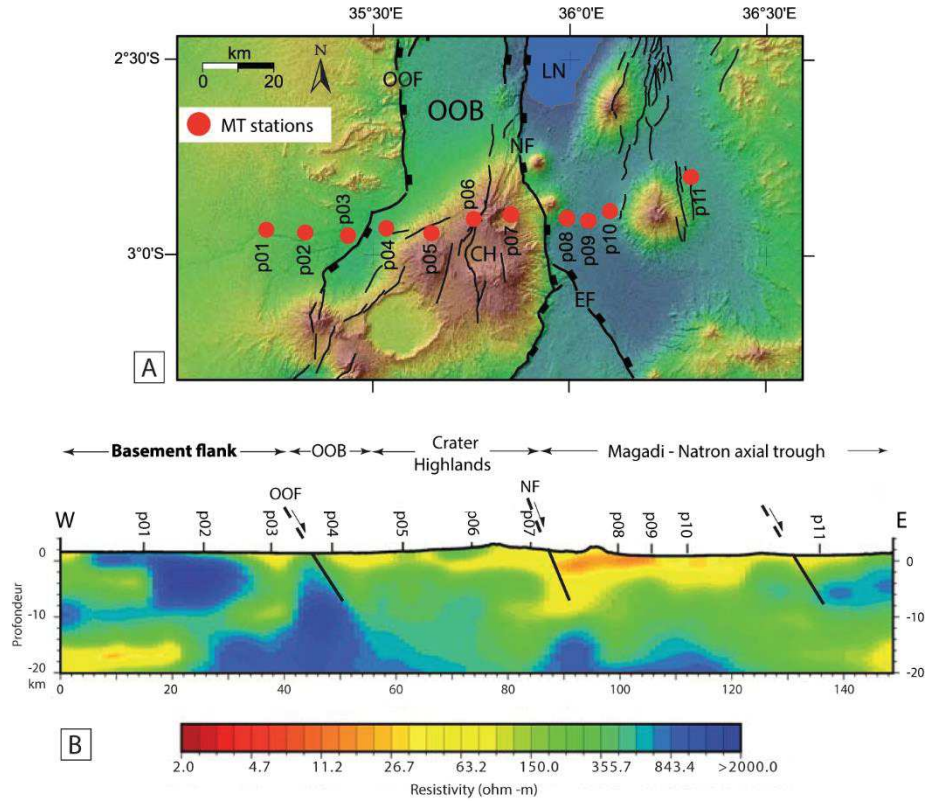 35°30'E 36°0'E 36°30'E
2°30'S
km
N
0 20
MT stations
OOF
OOB
LN
NF
p01
p02
p03
p04
p05
p06
p07
p08
p09
p10
p11
3°0'S
CH
EF
A
Basement flank OOB Crater Highlands Magadi - Natron axial trough
OOF NF
W p01 p02 p03 p04 p05 p06 p07 p08 p09 p10 p11 E
0 0
Profondeur
-10 -10
-20 -20
km
0 20 40 60 80 100 120 140
B
2.0 4.7 11.2 26.7 63.2 150.0 355.7 843.4 >2000.0
Resistivity (ohm -m)